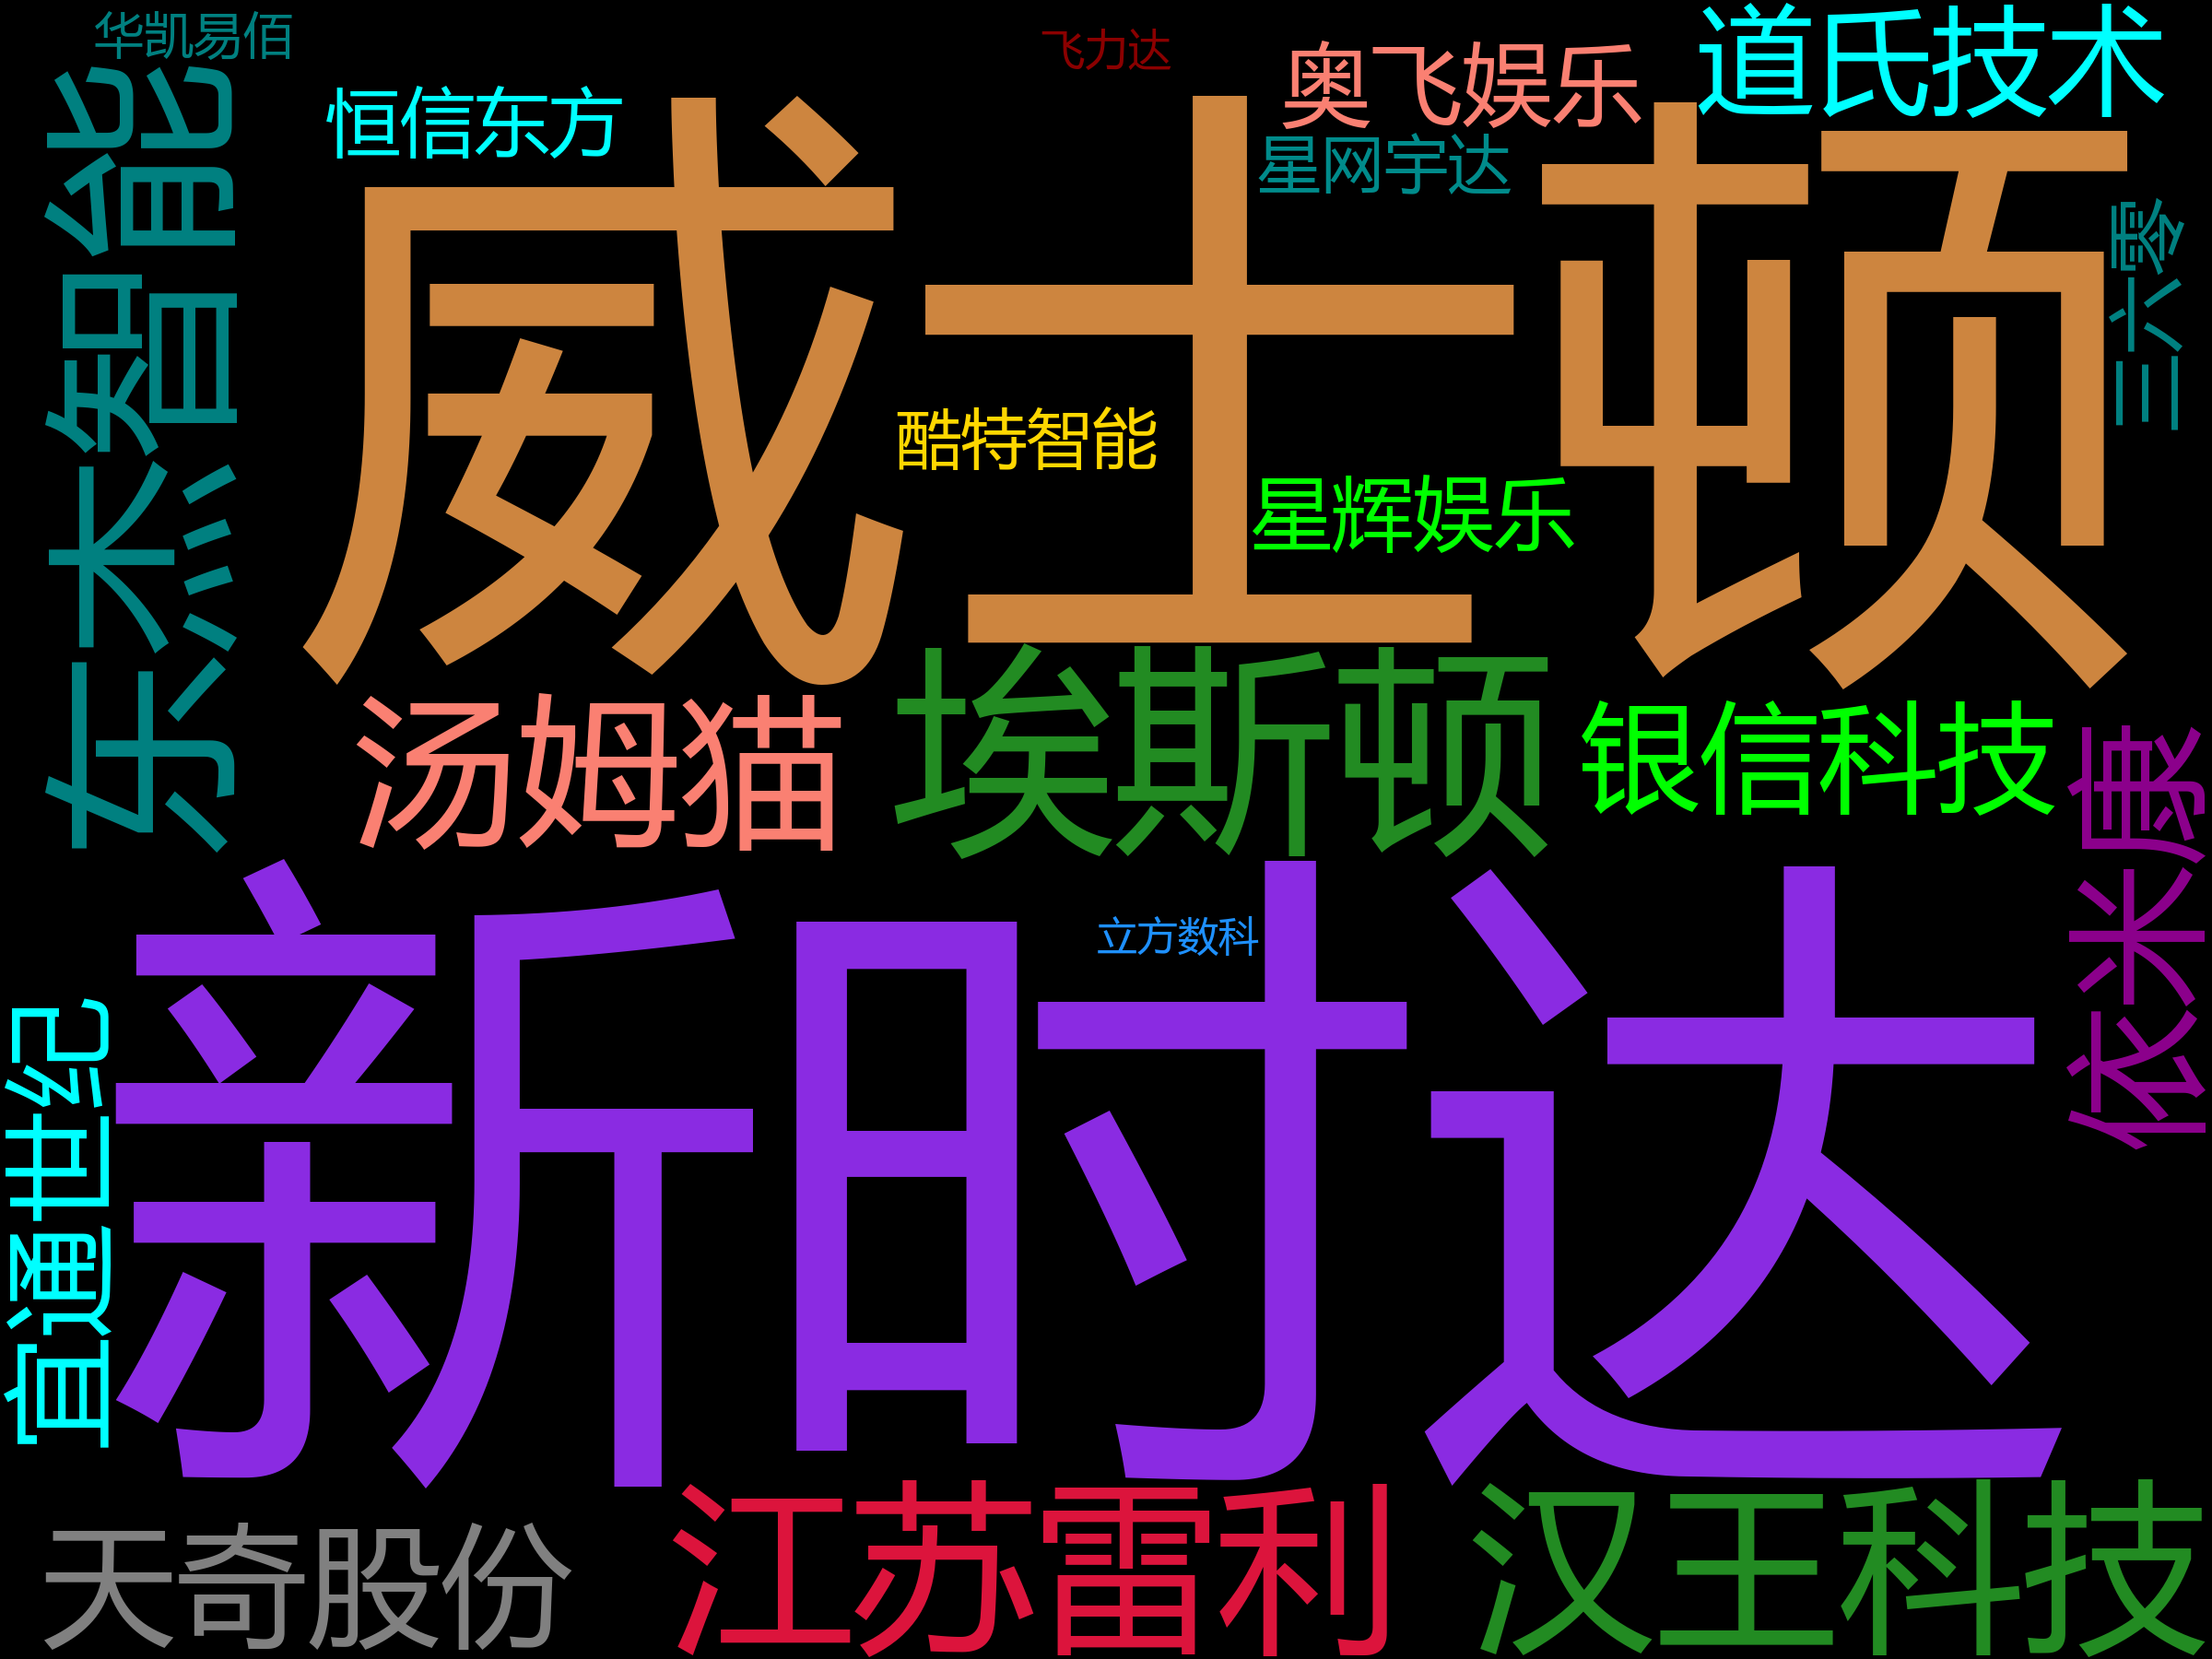 华凯易佰
飞力达
奥飞娱乐
道氏技术
恒信东方
星网宇达
三六零
东杰智能
威士顿
酷特智能
星辉娱乐
汤姆猫
埃斯顿
银信科技
依米康
立方数科
新时达
宜通世纪
天奇股份
江苏雷利
汉王科技